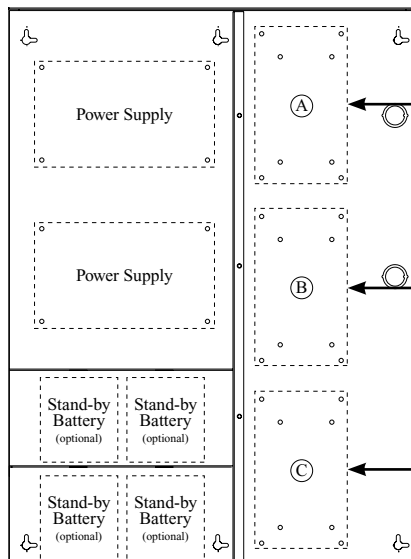 Power Supply
A
Power Supply
B
Stand-by
Battery
(optional)
Stand-by
Battery
(optional)
C
Stand-by
Battery
(optional)
Stand-by
Battery
(optional)